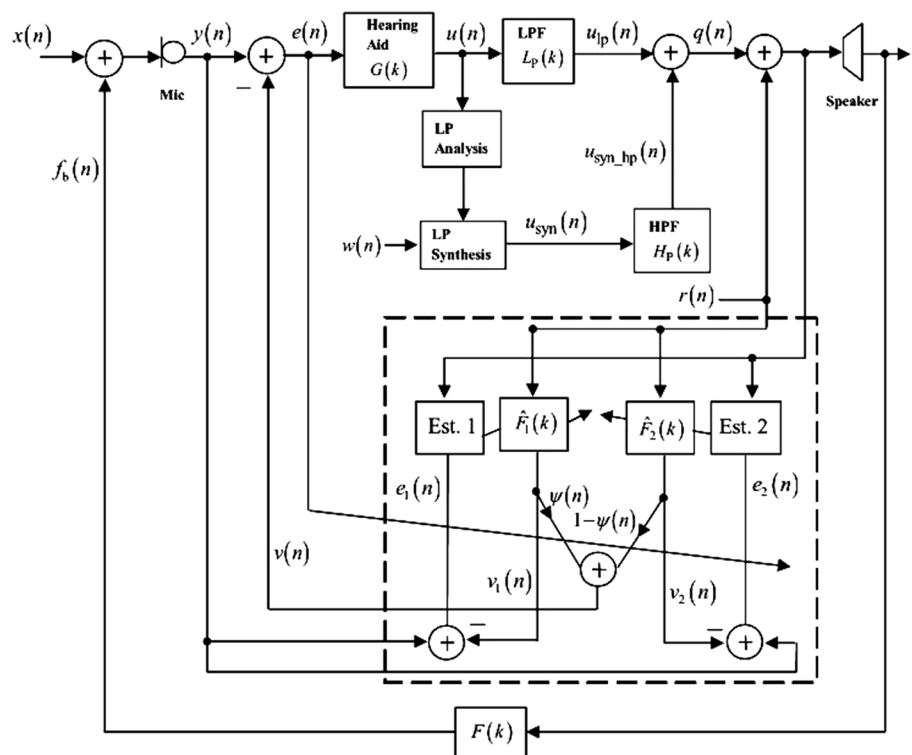 x(n)
y(n)
e(n)
Hearing
Aid
G(k)
u(n)
LPF
L_P(k)
u_lp(n)
q(n)
+
+
−
+
+
Mic
Speaker
LP
Analysis
f_b(n)
u_syn_hp(n)
w(n)
LP
Synthesis
u_syn(n)
HPF
H_P(k)
r(n)
Est. 1
F̂_1(k)
F̂_2(k)
Est. 2
e_1(n)
ψ(n)
1−ψ(n)
e_2(n)
v(n)
+
v_1(n)
v_2(n)
−
+
−
+
F(k)